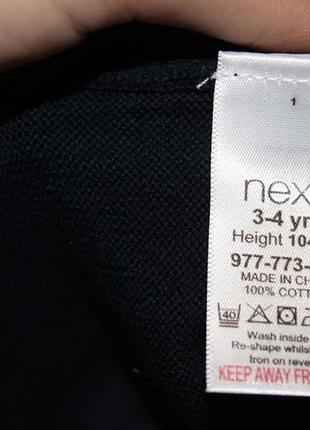 1
nex
3-4 yr
Height 104
977-773-
MADE IN CH
100% COTT
40
Wash inside
Re-shape whils
Iron on reve
KEEP AWAY FR